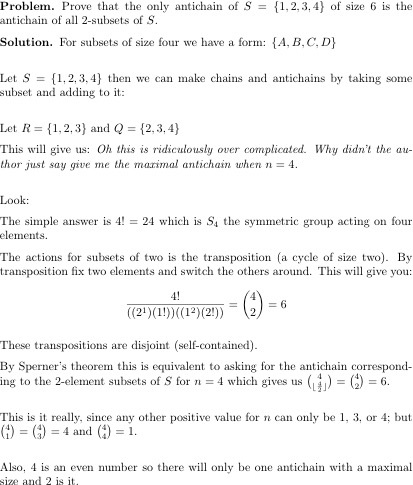 Problem. Prove that the only antichain of S = {1, 2, 3, 4} of size 6 is the
antichain of all 2-subsets of S.
Solution. For subsets of size four we have a form: {A, B, C, D}
Let S = {1, 2, 3, 4} then we can make chains and antichains by taking some
subset and adding to it:
Let R = {1, 2, 3} and Q = {2, 3, 4}
This will give us: Oh this is ridiculously over complicated. Why didn't the au-
thor just say give me the maximal antichain when n = 4.
Look:
The simple answer is 4! = 24 which is S_4 the symmetric group acting on four
elements.
The actions for subsets of two is the transposition (a cycle of size two). By
transposition fix two elements and switch the others around. This will give you:
\frac{4!}{((2^1)(1!))((1^2)(2!))} = \binom{4}{2} = 6
These transpositions are disjoint (self-contained).
By Sperner's theorem this is equivalent to asking for the antichain correspond-
ing to the 2-element subsets of S for n = 4 which gives us \binom{4}{\lfloor \frac{4}{2} \rfloor} = \binom{4}{2} = 6.
This is it really, since any other positive value for n can only be 1, 3, or 4; but
\binom{4}{1} = \binom{4}{3} = 4 and \binom{4}{4} = 1.
Also, 4 is an even number so there will only be one antichain with a maximal
size and 2 is it.